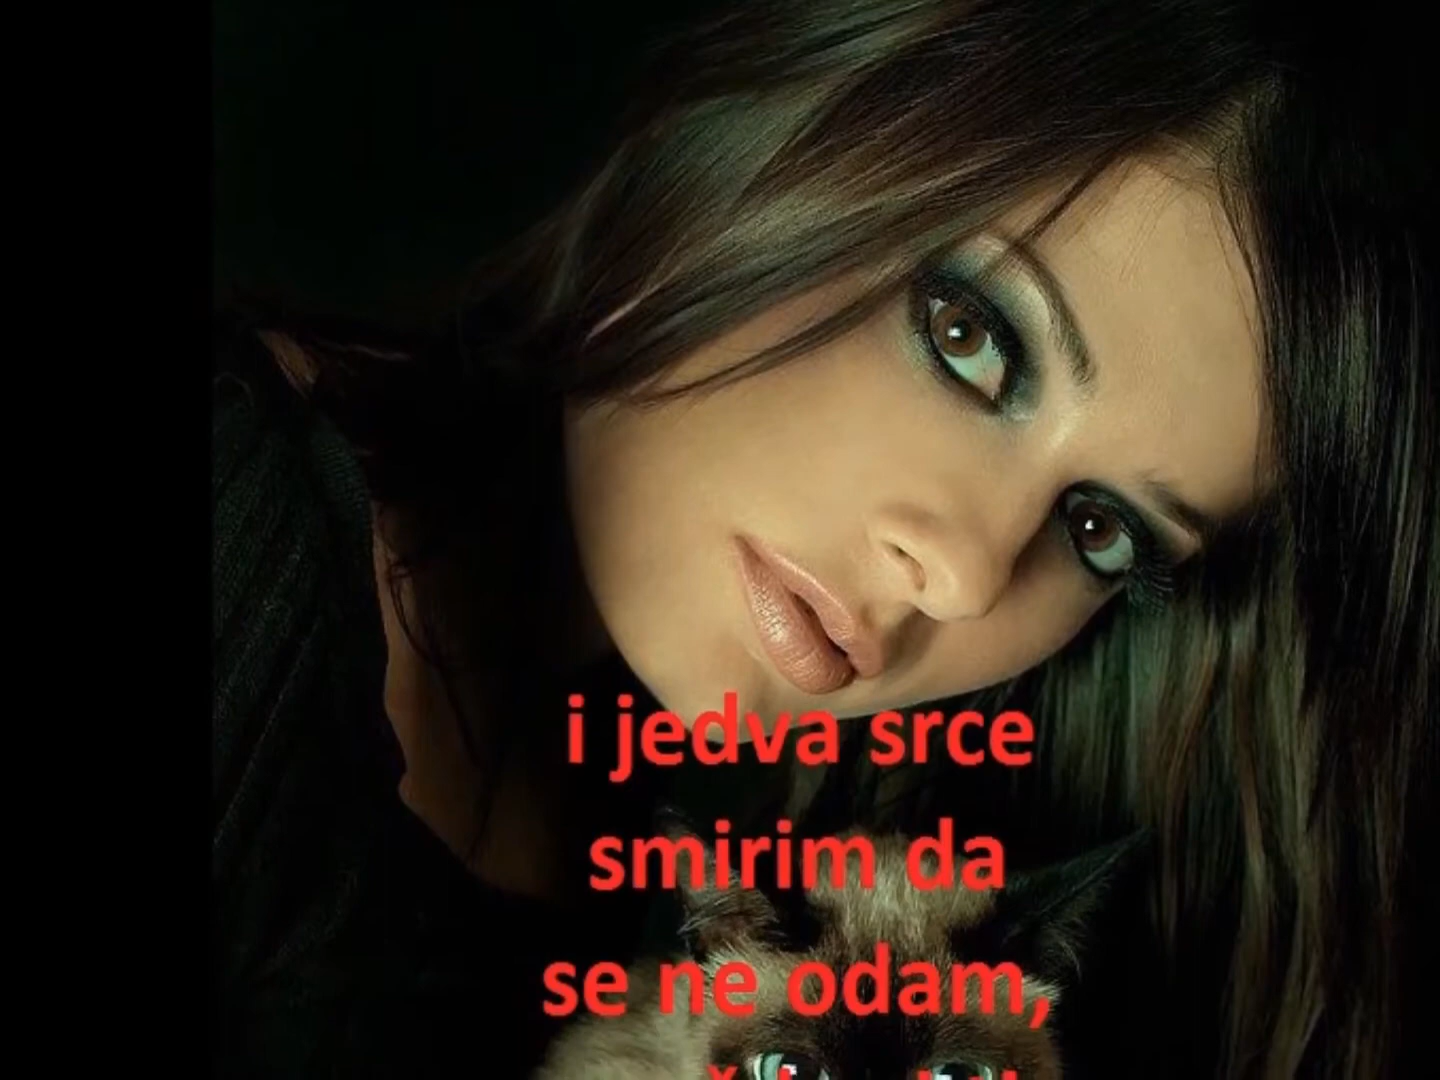 i jedva srce
smirim da
se ne odam,